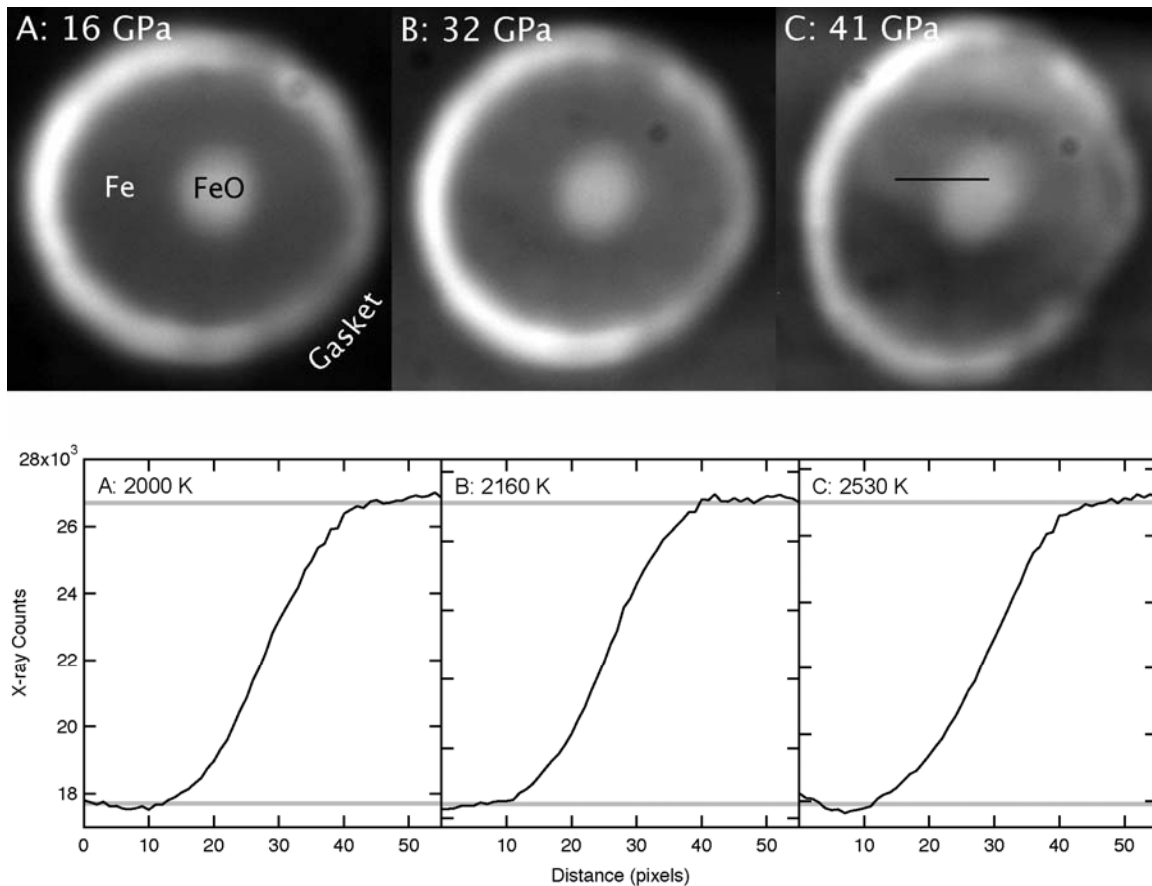 A: 16 GPa
B: 32 GPa
C: 41 GPa
Fe
FeO
Gasket
28x10³
A: 2000 K
B: 2160 K
C: 2530 K
26
24
22
20
18
X-ray Counts
0 10 20 30 40 50
0 10 20 30 40 50
0 10 20 30 40 50
Distance (pixels)